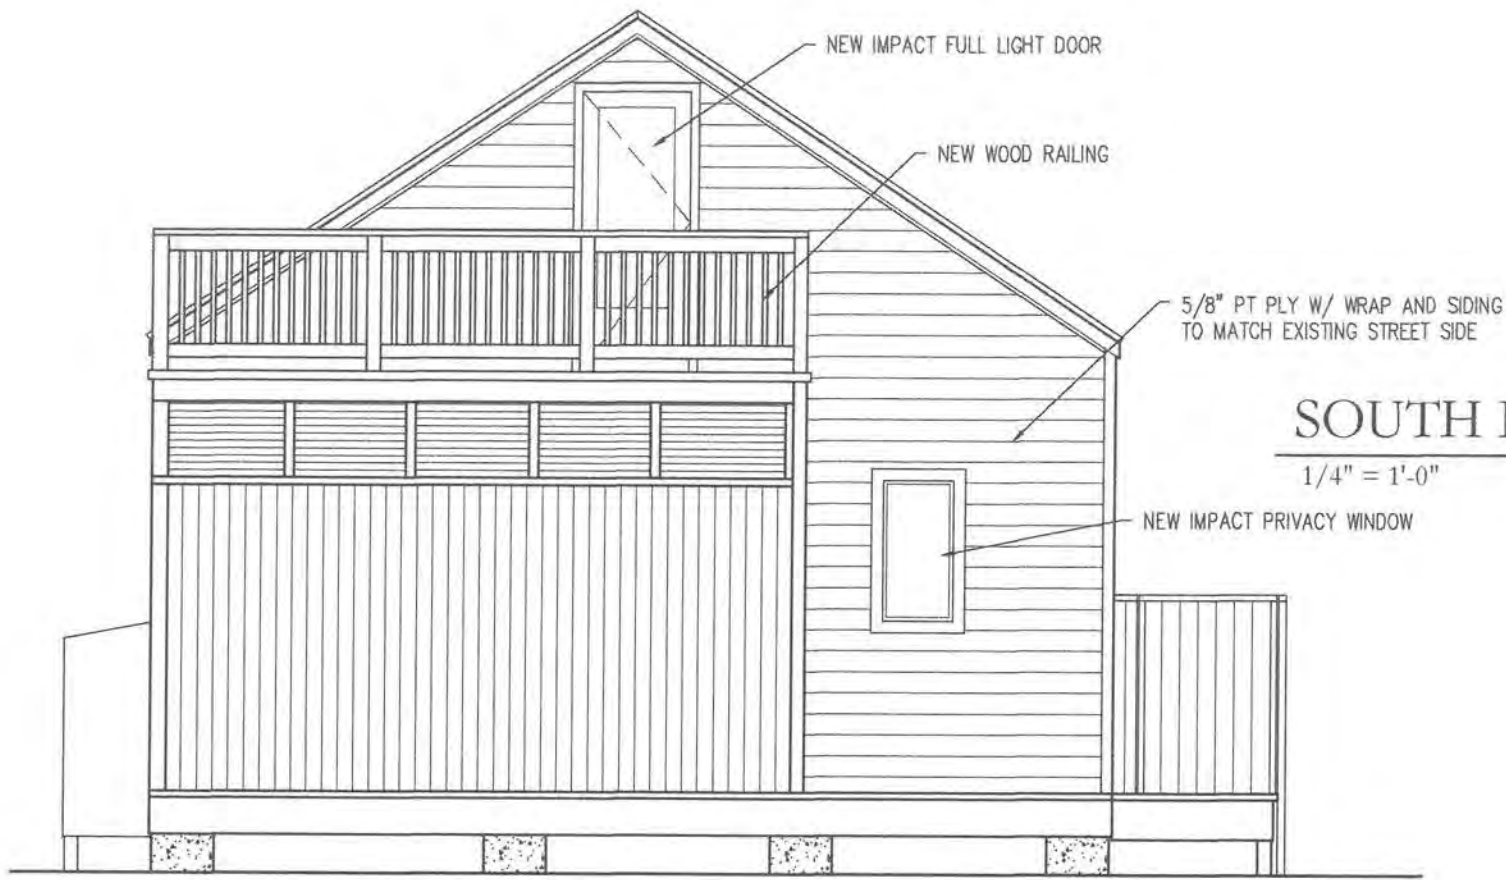 NEW IMPACT FULL LIGHT DOOR
NEW WOOD RAILING
5/8" PT PLY W/ WRAP AND SIDING
TO MATCH EXISTING STREET SIDE
SOUTH
1/4" = 1'-0"
NEW IMPACT PRIVACY WINDOW